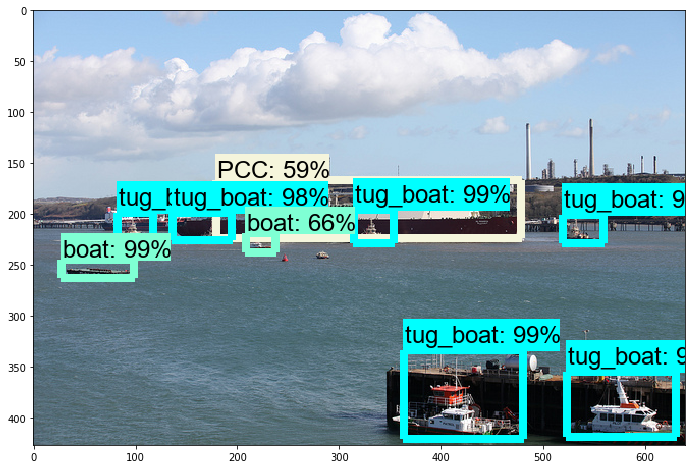 0
50
100
150
200
250
300
350
400
PCC: 59%
tug_
tug_boat: 98%
tug_boat: 99%
tug_boat: 9
boat: 66%
boat: 99%
tug_boat: 99%
tug_boat: 9
0 100 200 300 400 500 600